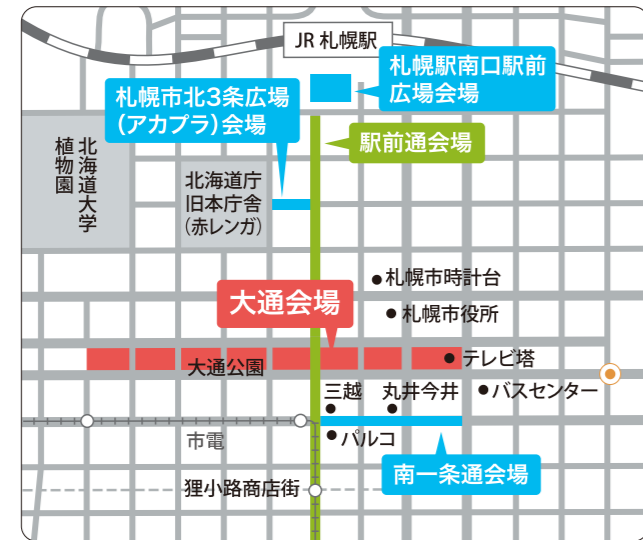 JR 札幌駅
札幌駅南口駅前
広場会場
札幌市北3条広場
(アカプラ)会場
駅前通会場
北海道大学
植物園
北海道庁
旧本庁舎
(赤レンガ)
札幌市時計台
大通会場
札幌市役所
テレビ塔
大通公園
三越
丸井今井
バスセンター
市電
パルコ
南一条通会場
狸小路商店街